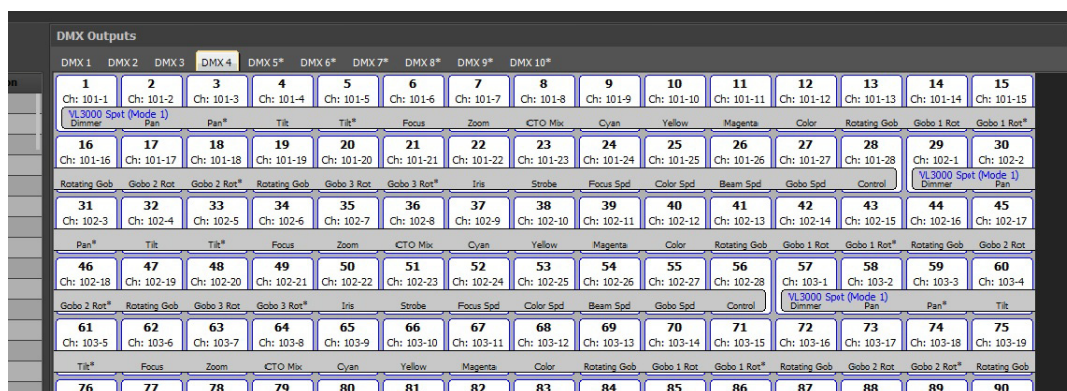 DMX Outputs
DMX 1 DMX 2 DMX 3 DMX 4 DMX 5* DMX 6* DMX 7* DMX 8* DMX 9* DMX 10*
on
1 2 3 4 5 6 7 8 9 10 11 12 13 14 15
Ch: 101-1 Ch: 101-2 Ch: 101-3 Ch: 101-4 Ch: 101-5 Ch: 101-6 Ch: 101-7 Ch: 101-8 Ch: 101-9 Ch: 101-10 Ch: 101-11 Ch: 101-12 Ch: 101-13 Ch: 101-14 Ch: 101-15
VL3000 Spot (Mode 1)
Dimmer Pan Pan* Tilt Tilt* Focus Zoom CTO Mix Cyan Yellow Magenta Color Rotating Gob Gobo 1 Rot Gobo 1 Rot*
16 17 18 19 20 21 22 23 24 25 26 27 28 29 30
Ch: 101-16 Ch: 101-17 Ch: 101-18 Ch: 101-19 Ch: 101-20 Ch: 101-21 Ch: 101-22 Ch: 101-23 Ch: 101-24 Ch: 101-25 Ch: 101-26 Ch: 101-27 Ch: 101-28 Ch: 102-1 Ch: 102-2
VL3000 Spot (Mode 1)
Rotating Gob Gobo 2 Rot Gobo 2 Rot* Rotating Gob Gobo 3 Rot Gobo 3 Rot* Iris Strobe Focus Spd Color Spd Beam Spd Gobo Spd Control Dimmer Pan
31 32 33 34 35 36 37 38 39 40 41 42 43 44 45
Ch: 102-3 Ch: 102-4 Ch: 102-5 Ch: 102-6 Ch: 102-7 Ch: 102-8 Ch: 102-9 Ch: 102-10 Ch: 102-11 Ch: 102-12 Ch: 102-13 Ch: 102-14 Ch: 102-15 Ch: 102-16 Ch: 102-17
Pan* Tilt Tilt* Focus Zoom CTO Mix Cyan Yellow Magenta Color Rotating Gob Gobo 1 Rot Gobo 1 Rot* Rotating Gob Gobo 2 Rot
46 47 48 49 50 51 52 53 54 55 56 57 58 59 60
Ch: 102-18 Ch: 102-19 Ch: 102-20 Ch: 102-21 Ch: 102-22 Ch: 102-23 Ch: 102-24 Ch: 102-25 Ch: 102-26 Ch: 102-27 Ch: 102-28 Ch: 103-1 Ch: 103-2 Ch: 103-3 Ch: 103-4
VL3000 Spot (Mode 1)
Gobo 2 Rot* Rotating Gob Gobo 3 Rot Gobo 3 Rot* Iris Strobe Focus Spd Color Spd Beam Spd Gobo Spd Control Dimmer Pan Pan* Tilt
61 62 63 64 65 66 67 68 69 70 71 72 73 74 75
Ch: 103-5 Ch: 103-6 Ch: 103-7 Ch: 103-8 Ch: 103-9 Ch: 103-10 Ch: 103-11 Ch: 103-12 Ch: 103-13 Ch: 103-14 Ch: 103-15 Ch: 103-16 Ch: 103-17 Ch: 103-18 Ch: 103-19
Tilt* Focus Zoom CTO Mix Cyan Yellow Magenta Color Rotating Gob Gobo 1 Rot Gobo 1 Rot* Rotating Gob Gobo 2 Rot Gobo 2 Rot* Rotating Gob
76 77 78 79 80 81 82 83 84 85 86 87 88 89 90